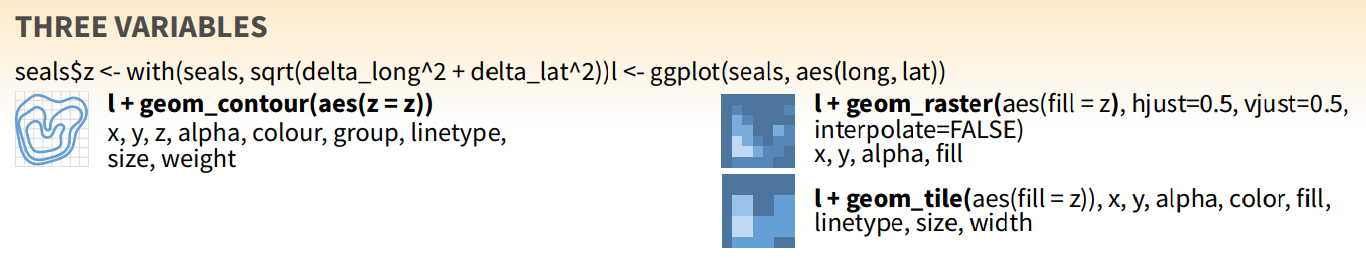 THREE VARIABLES
seals$z <- with(seals, sqrt(delta_long^2 + delta_lat^2))l <- ggplot(seals, aes(long, lat))
l + geom_contour(aes(z = z))
x, y, z, alpha, colour, group, linetype,
size, weight
l + geom_raster(aes(fill = z), hjust=0.5, vjust=0.5,
interpolate=FALSE)
x, y, alpha, fill
l + geom_tile(aes(fill = z)), x, y, alpha, color, fill,
linetype, size, width